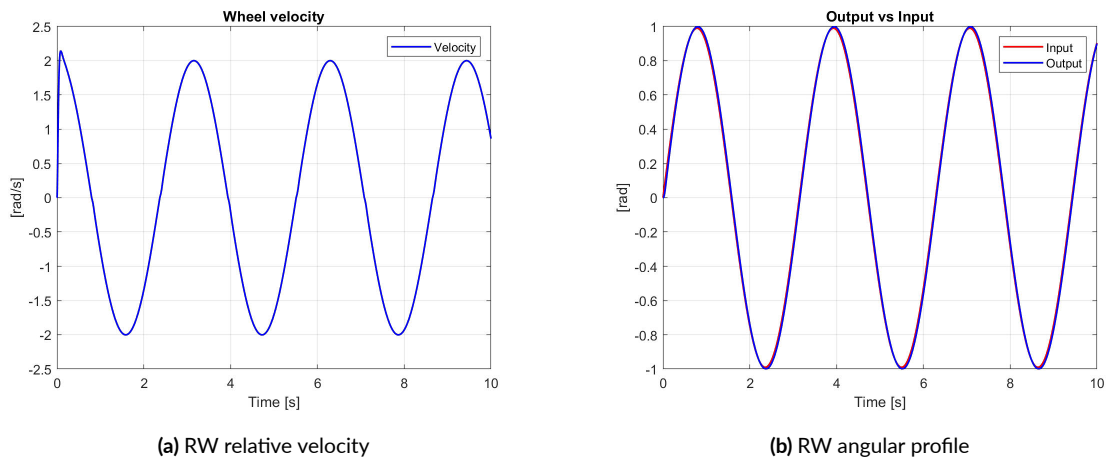 Wheel velocity
2.5
2
1.5
1
0.5
0
-0.5
-1
-1.5
-2
-2.5
[rad/s]
Velocity
0 2 4 6 8 10
Time [s]
(a) RW relative velocity
Output vs Input
1
0.8
0.6
0.4
0.2
0
-0.2
-0.4
-0.6
-0.8
-1
[rad]
Input
Output
0 2 4 6 8 10
Time [s]
(b) RW angular profile